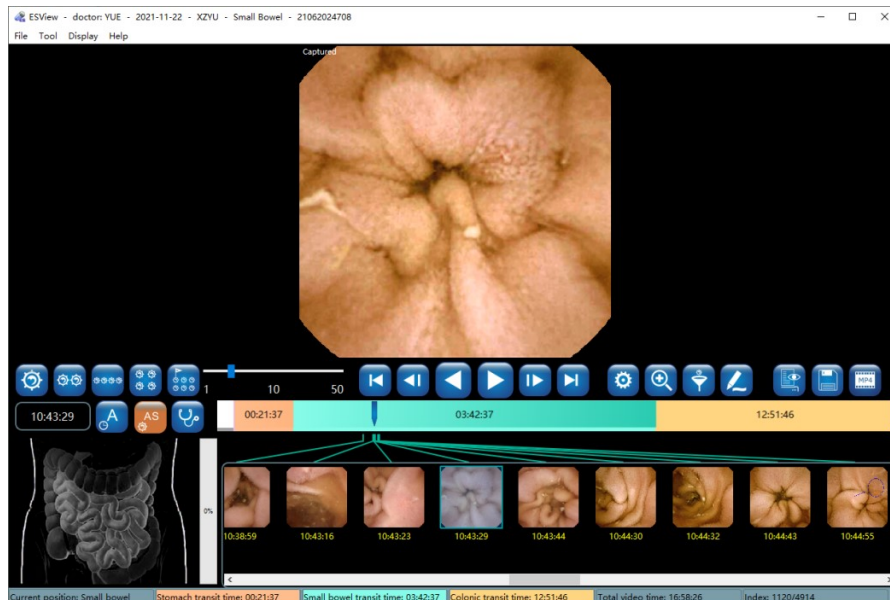 ESView - doctor: YUE - 2021-11-22 - XZYU - Small Bowel - 21062024708
File Tool Display Help
Captured
1 10 50
MP4
10:43:29 A AS 00:21:37 03:42:37 12:51:46
0%
10:38:59 10:43:16 10:43:23 10:43:29 10:43:44 10:44:30 10:44:32 10:44:43 10:44:55
Current position: Small bowel Stomach transit time: 00:21:37 Small bowel transit time: 03:42:37 Colonic transit time: 12:51:46 Total video time: 16:58:26 Index: 1120/4914